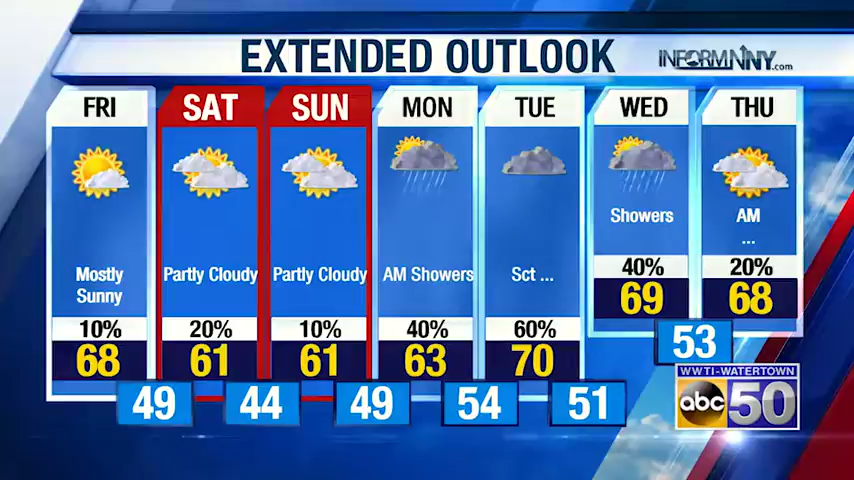 EXTENDED OUTLOOK
INFORMNNY.com
FRI
SAT
SUN
MON
TUE
WED
THU
Mostly
Sunny
Partly Cloudy
Partly Cloudy
AM Showers
Sct ...
Showers
AM
...
10%
20%
10%
40%
60%
40%
20%
68
61
61
63
70
69
68
49
44
49
54
51
53
WWTI-WATERTOWN
abc 50